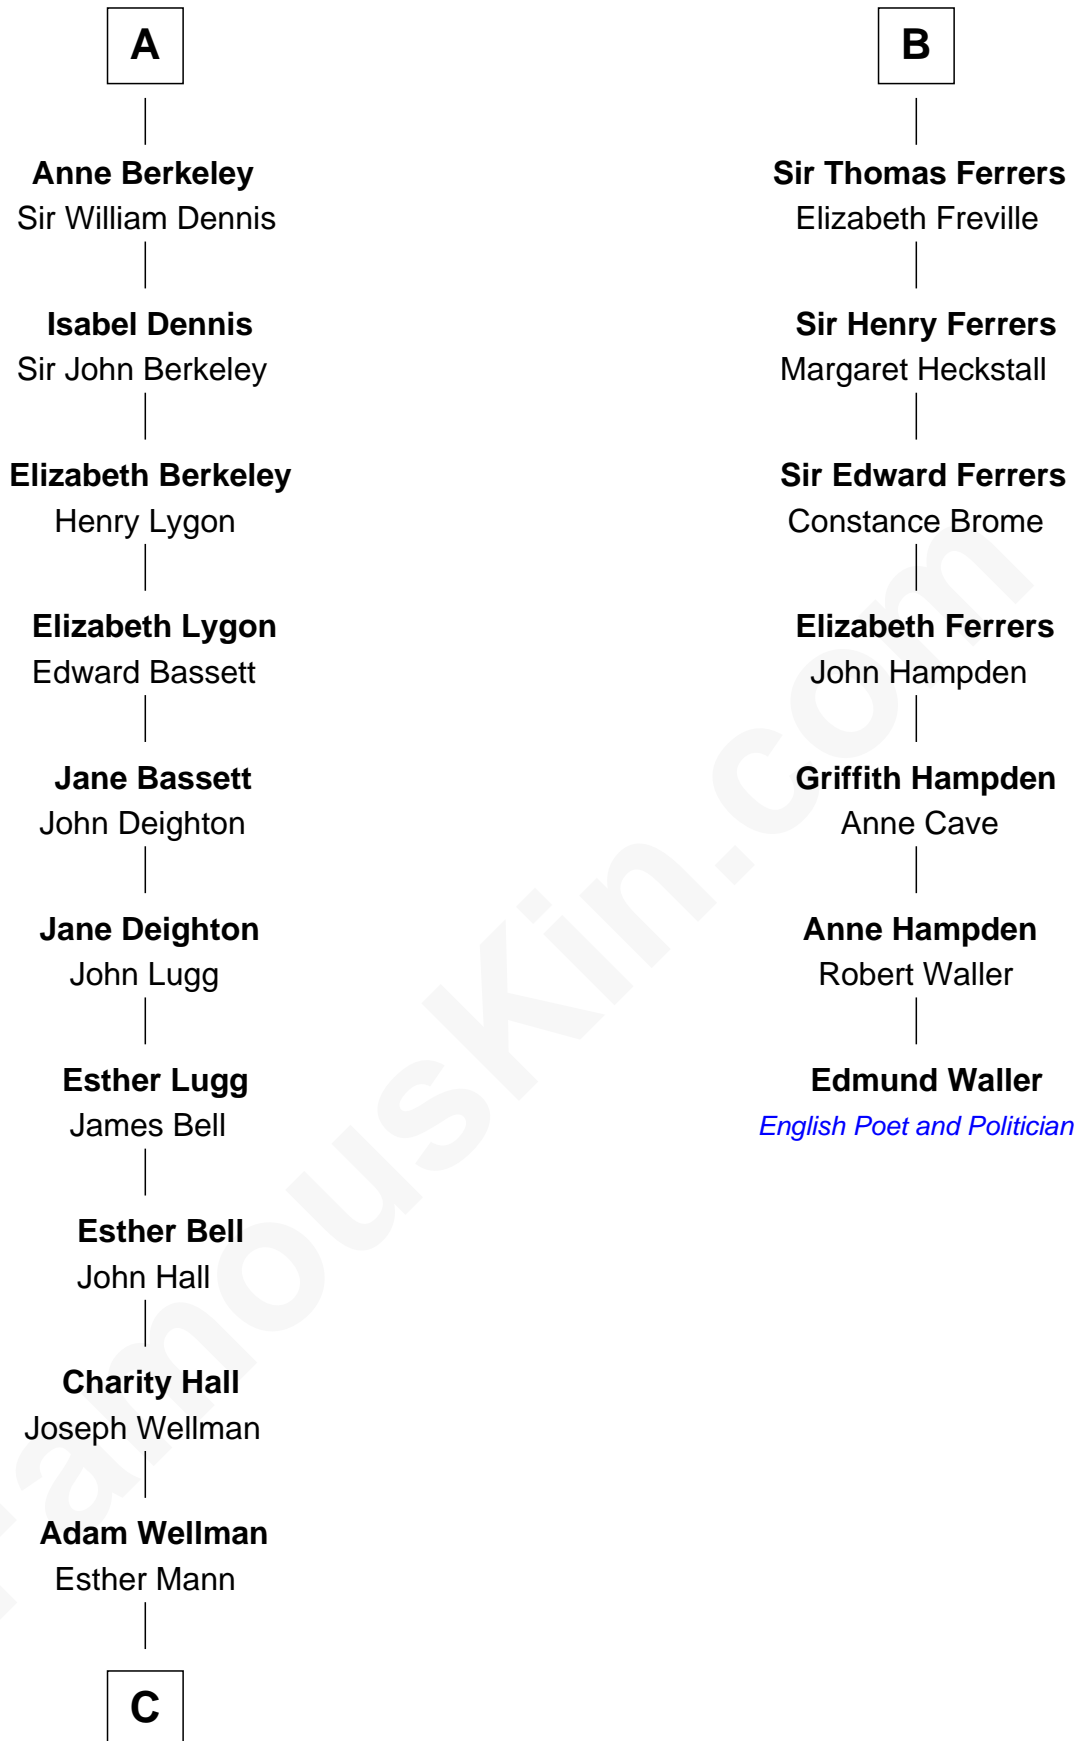 A
Anne Berkeley
Sir William Dennis
Isabel Dennis
Sir John Berkeley
Elizabeth Berkeley
Henry Lygon
Elizabeth Lygon
Edward Bassett
Jane Bassett
John Deighton
Jane Deighton
John Lugg
Esther Lugg
James Bell
Esther Bell
John Hall
Charity Hall
Joseph Wellman
Adam Wellman
Esther Mann
C
B
Sir Thomas Ferrers
Elizabeth Freville
Sir Henry Ferrers
Margaret Heckstall
Sir Edward Ferrers
Constance Brome
Elizabeth Ferrers
John Hampden
Griffith Hampden
Anne Cave
Anne Hampden
Robert Waller
Edmund Waller
English Poet and Politician
FamousKin.com